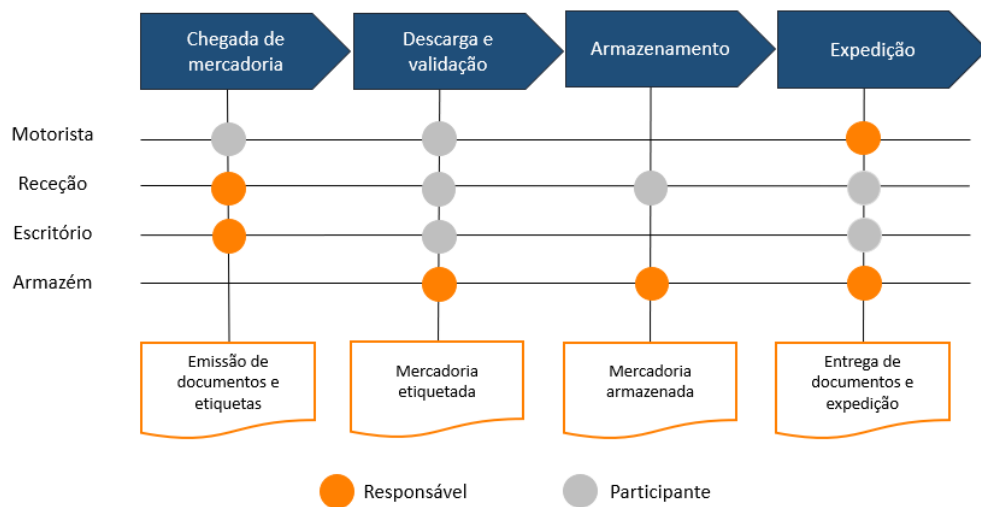 Chegada de
mercadoria
Descarga e
validação
Armazenamento
Expedição
Motorista
Receção
Escritório
Armazém
Emissão de
documentos e
etiquetas
Mercadoria
etiquetada
Mercadoria
armazenada
Entrega de
documentos e
expedição
Responsável
Participante